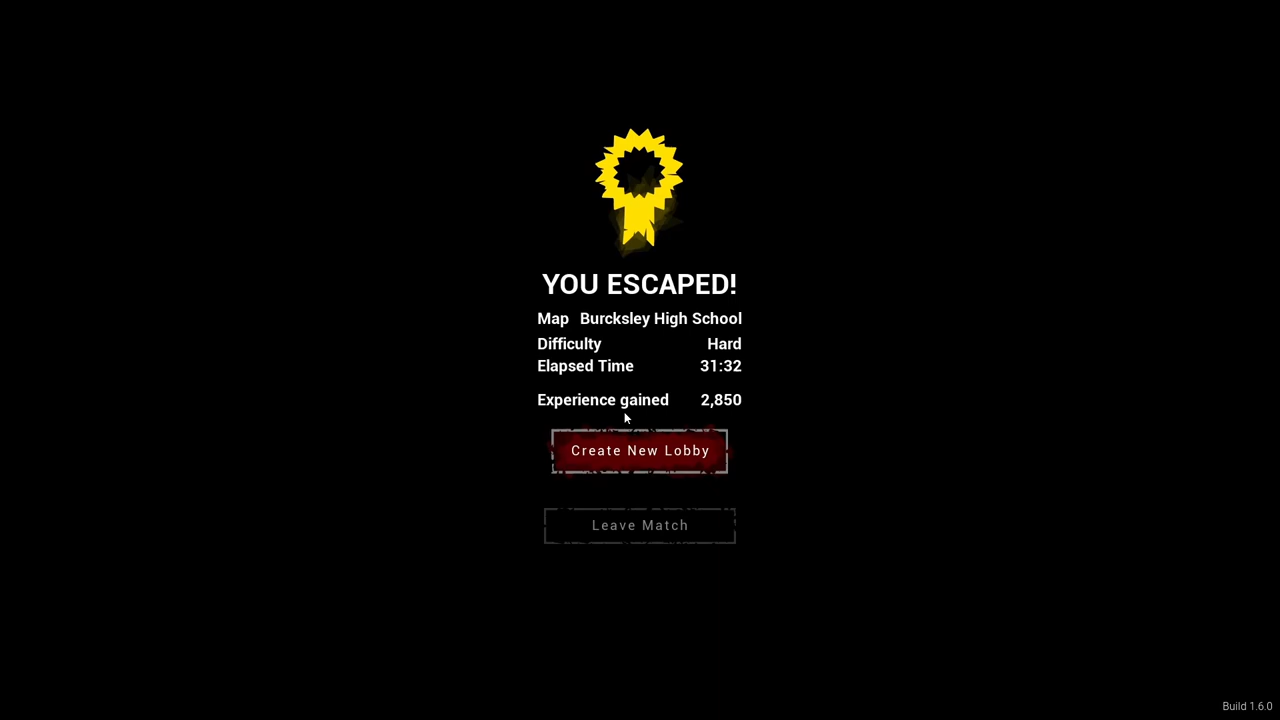 YOU ESCAPED!
Map Burcksley High School
Difficulty Hard
Elapsed Time 31:32
Experience gained 2,850
Create New Lobby
Leave Match
Build 1.6.0